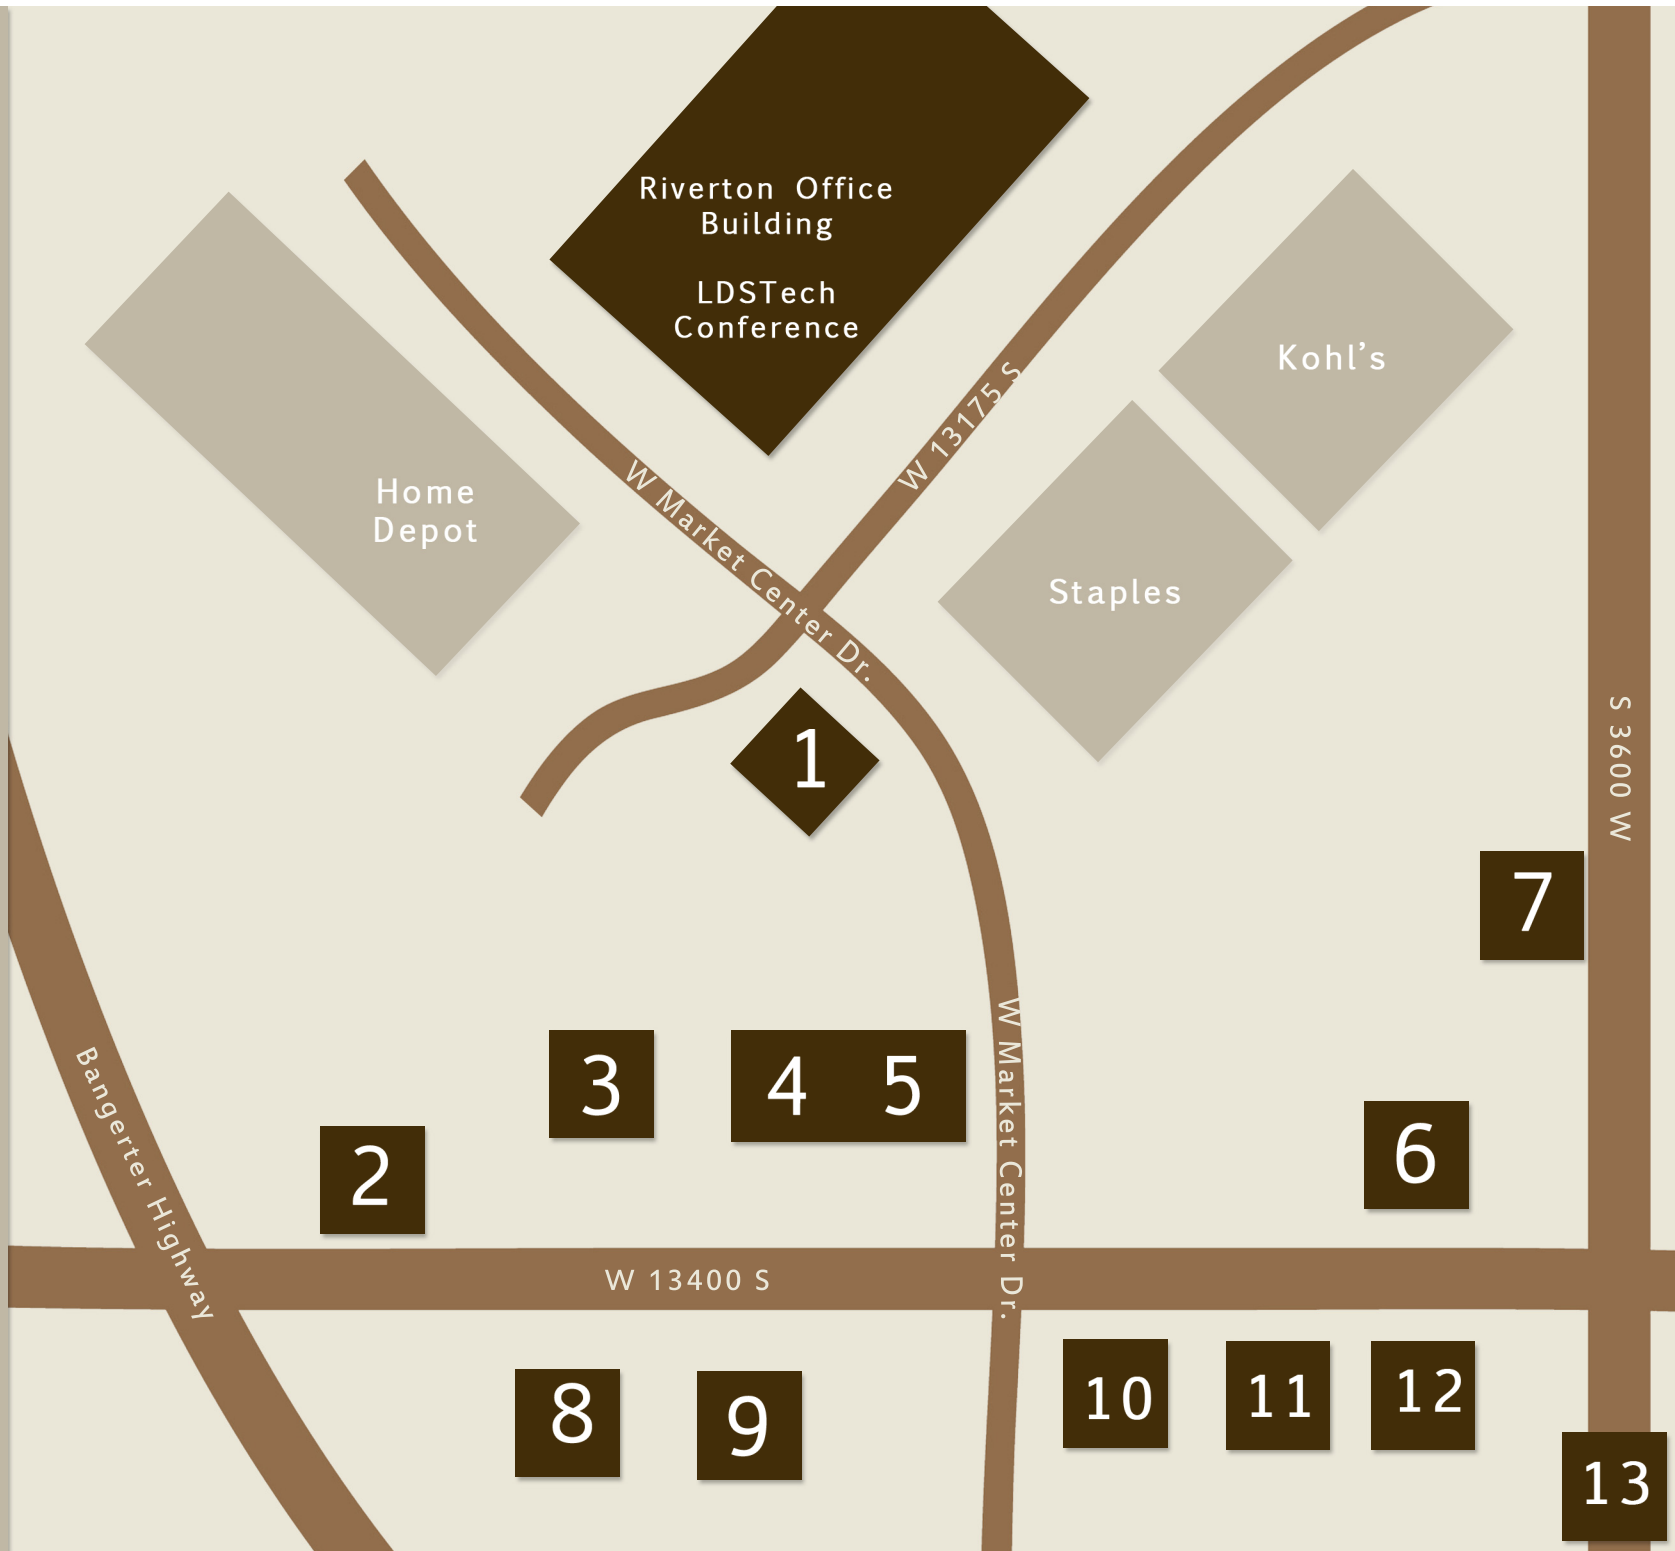 Riverton Office
Building
LDSTech
Conference
Kohl's
W 13175 S
Home
Depot
W Market Center Dr.
Staples
S 3600 W
1
7
W Market Center Dr.
Bangerter Highway
3
4 5
6
2
W 13400 S
8
9
10
11
12
13